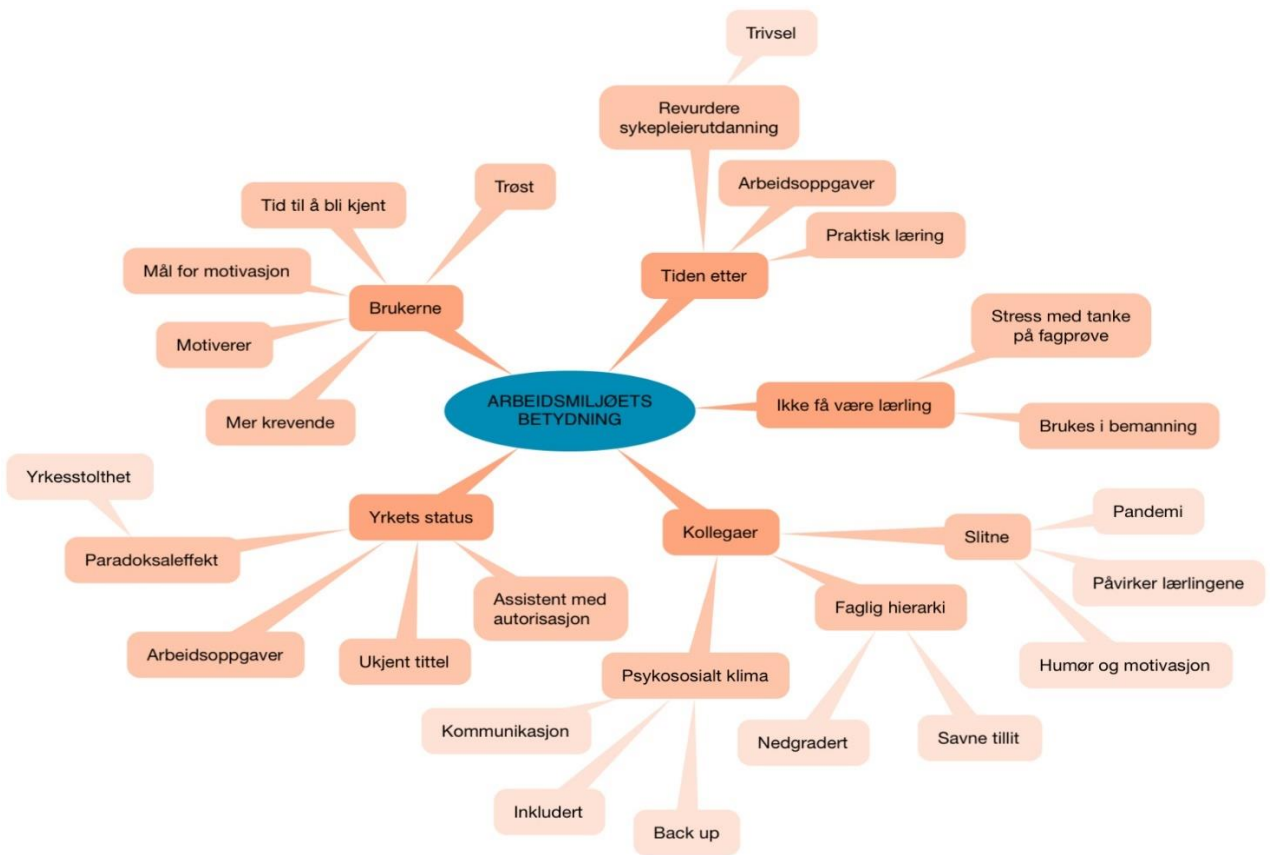 Trivsel
Revurdere
sykepleierutdanning
Trøst
Arbeidsoppgaver
Tid til å bli kjent
Praktisk læring
Mål for motivasjon
Tiden etter
Brukerne
Stress med tanke
på fagprøve
Motiverer
ARBEIDSMILJØETS
BETYDNING
Ikke få være lærling
Mer krevende
Brukes i bemanning
Yrkesstolthet
Yrkets status
Kollegaer
Slitne
Pandemi
Paradoksaleffekt
Påvirker lærlingene
Assistent med
autorisasjon
Faglig hierarki
Arbeidsoppgaver
Ukjent tittel
Humør og motivasjon
Psykososialt klima
Kommunikasjon
Nedgradert
Savne tillit
Inkludert
Back up